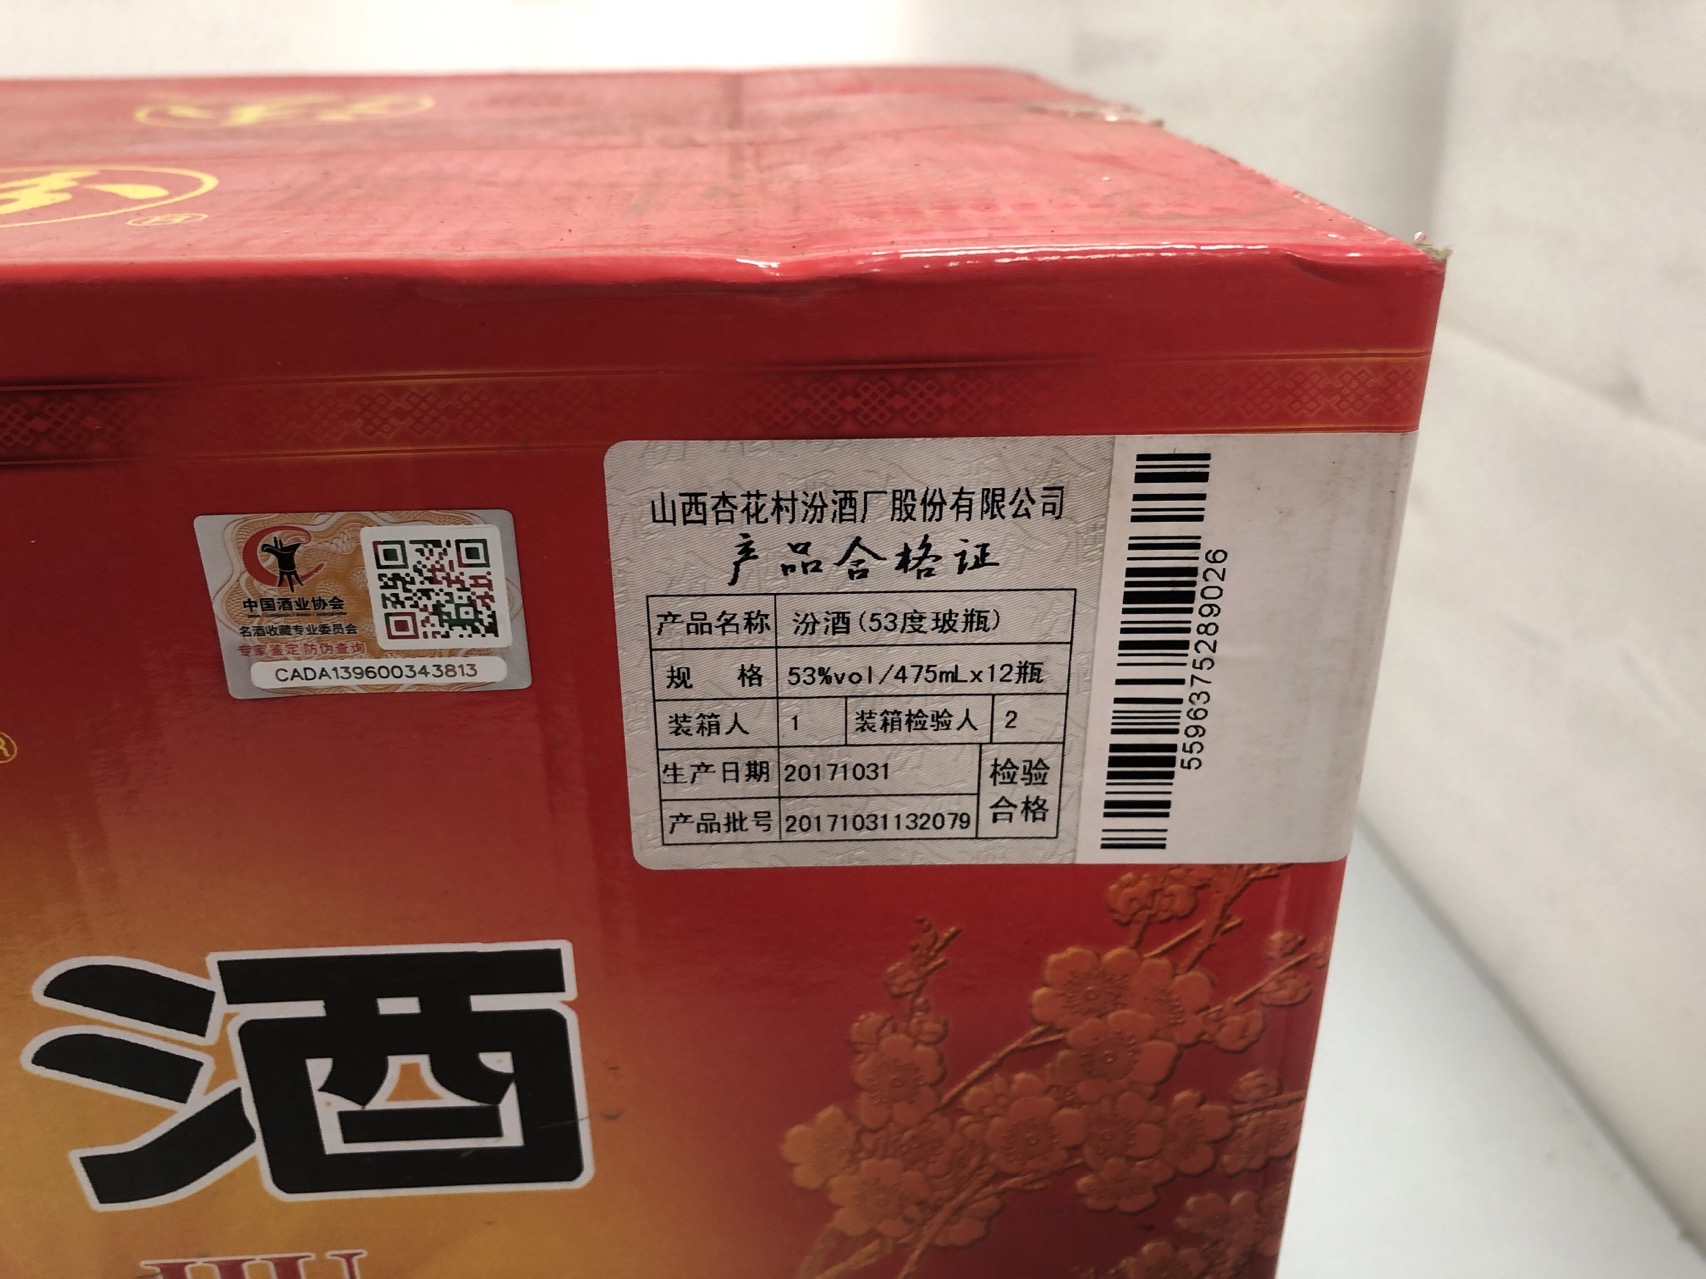 中国酒业协会
名酒收藏专业委员会
专家鉴定 防伪查询
CADA139600343813
山西杏花村汾酒厂股份有限公司
产品合格证
产品名称 汾酒(53度玻瓶)
规 格 53%vol/475mLx12瓶
装箱人 1 装箱检验人 2
生产日期 20171031 检验
产品批号 20171031132079 合格
5596375289026
®
酒
JIU